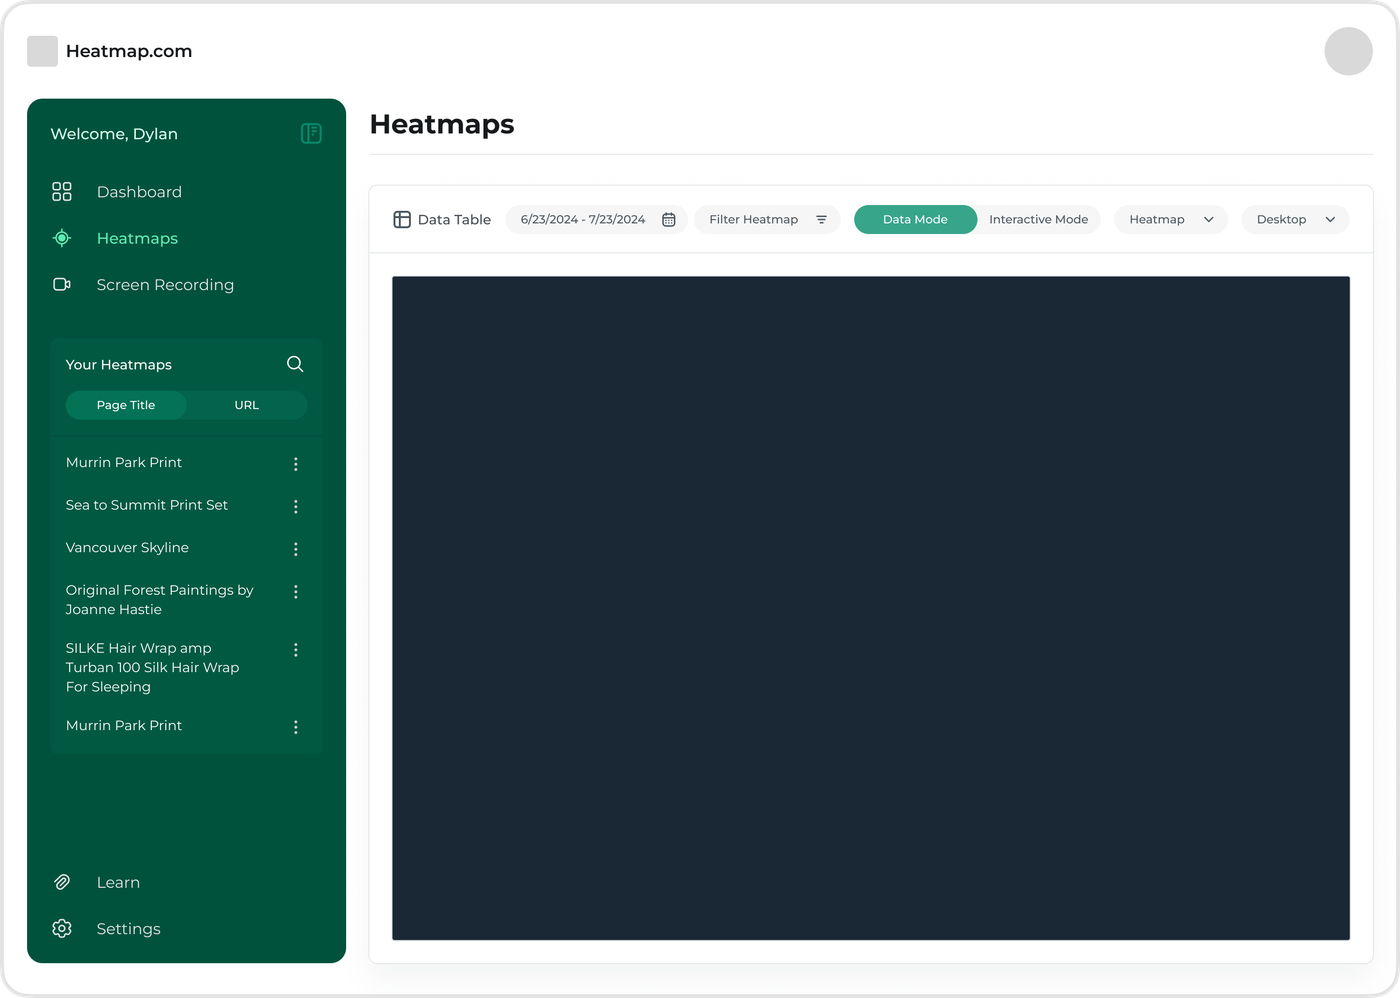 Heatmap.com
Welcome, Dylan
Dashboard
Heatmaps
Screen Recording
Your Heatmaps
Page Title URL
Murrin Park Print
Sea to Summit Print Set
Vancouver Skyline
Original Forest Paintings by
Joanne Hastie
SILKE Hair Wrap amp
Turban 100 Silk Hair Wrap
For Sleeping
Murrin Park Print
Learn
Settings
Heatmaps
Data Table 6/23/2024 - 7/23/2024 Filter Heatmap Data Mode Interactive Mode Heatmap Desktop